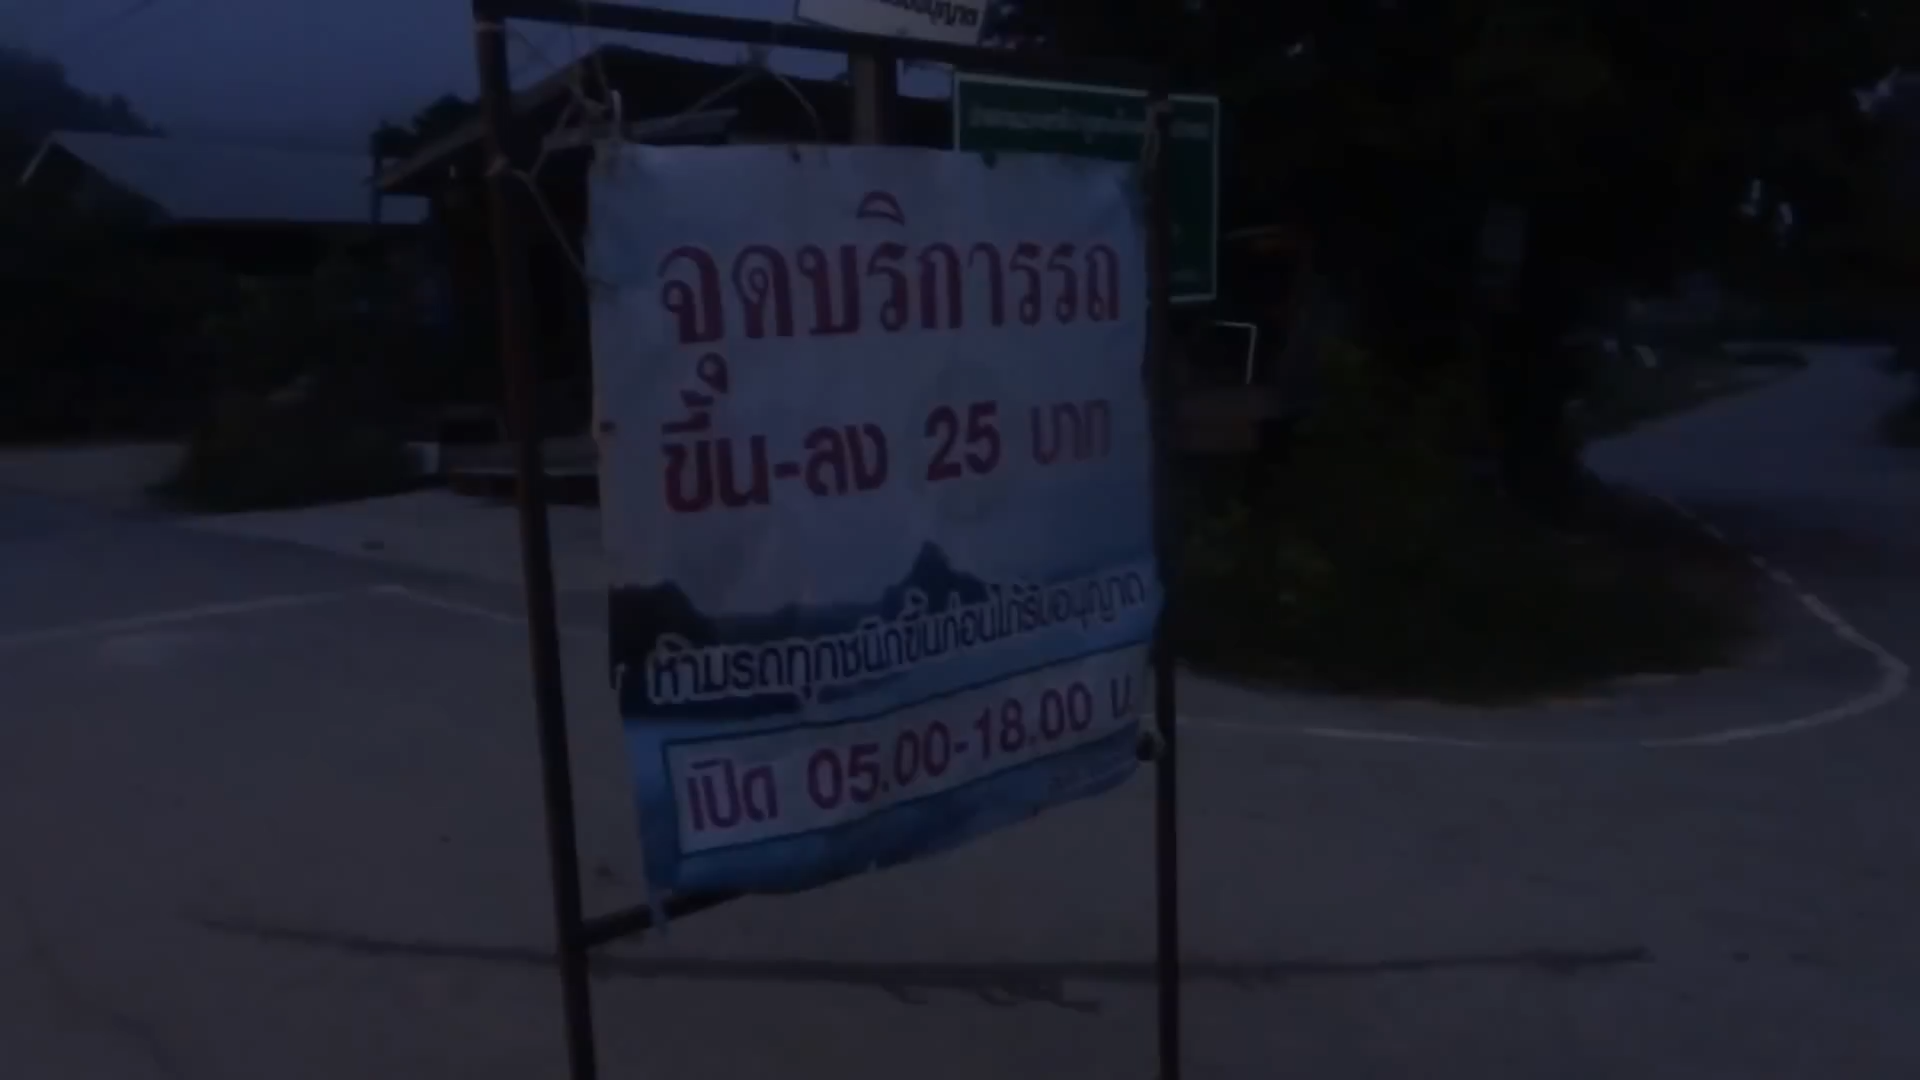 จุดบริการรถ
ขึ้น-ลง 25 บาท
ห้ามรถทุกชนิดขึ้นก่อนได้รับอนุญาต
เปิด 05.00-18.00 น.